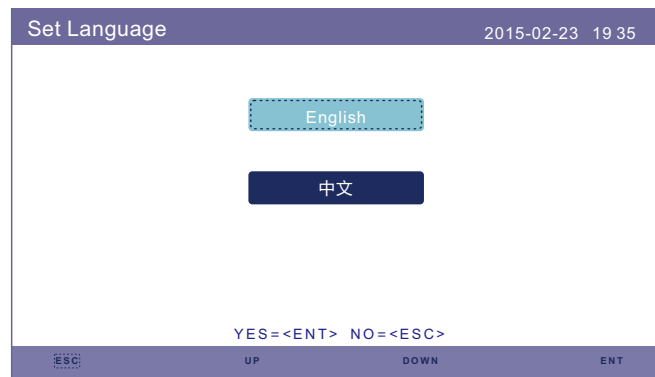 Set Language 2015-02-23 19 35
English
中文
YES=<ENT> NO=<ESC>
ESC UP DOWN ENT